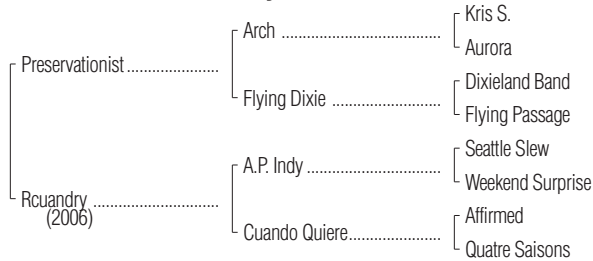 Kris S.
Arch ..........................................
Aurora
Preservationist ........................
Dixieland Band
Flying Dixie ............................
Flying Passage
Seattle Slew
A.P. Indy ...................................
Weekend Surprise
Rcuandry .................................
(2006)
Affirmed
Cuando Quiere........................
Quatre Saisons